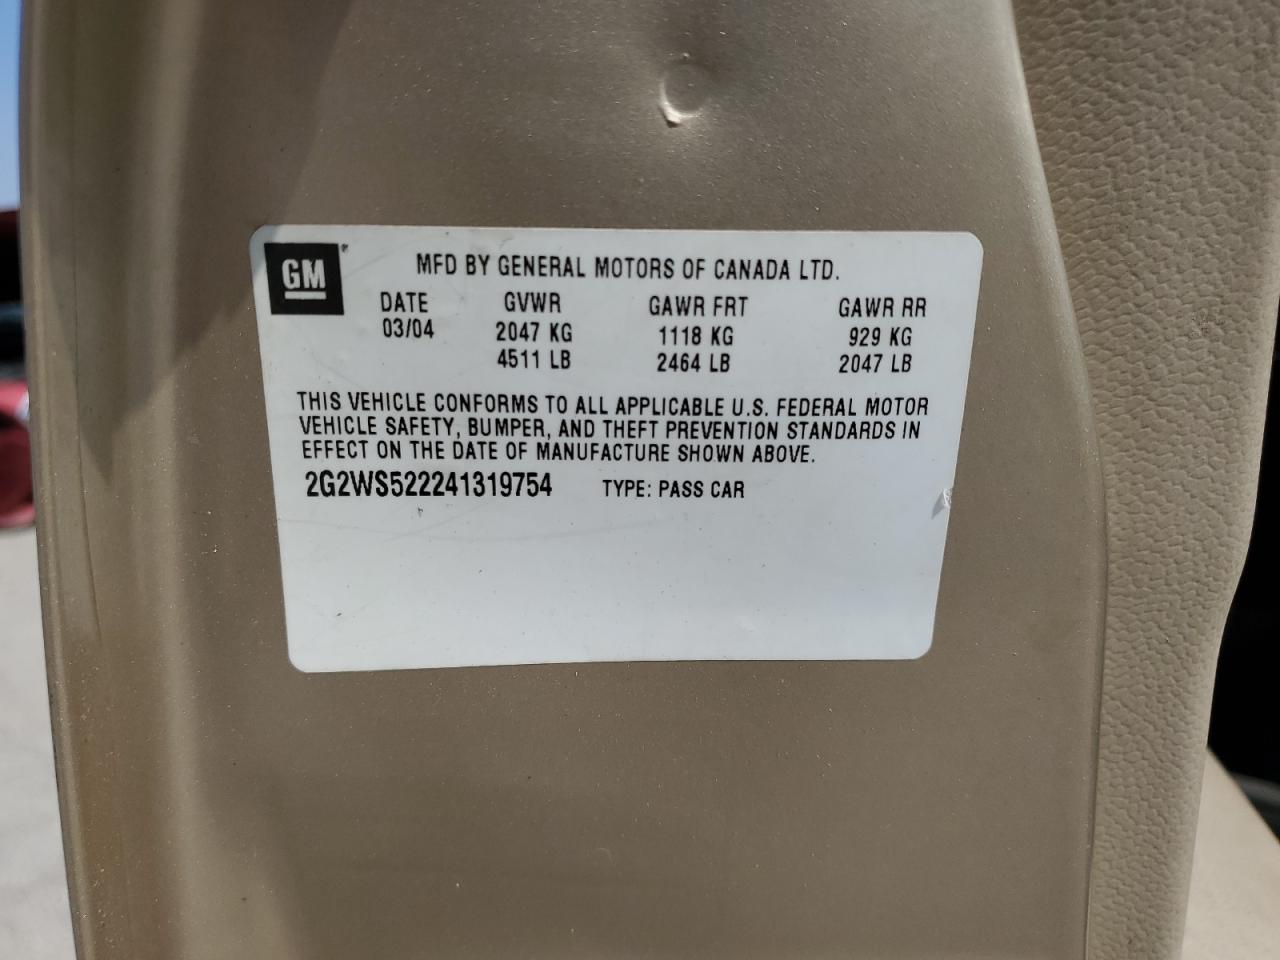 GM
MFD BY GENERAL MOTORS OF CANADA LTD.
DATE GVWR GAWR FRT GAWR RR
03/04 2047 KG 1118 KG 929 KG
4511 LB 2464 LB 2047 LB
THIS VEHICLE CONFORMS TO ALL APPLICABLE U.S. FEDERAL MOTOR
VEHICLE SAFETY, BUMPER, AND THEFT PREVENTION STANDARDS IN
EFFECT ON THE DATE OF MANUFACTURE SHOWN ABOVE.
2G2WS522241319754 TYPE: PASS CAR